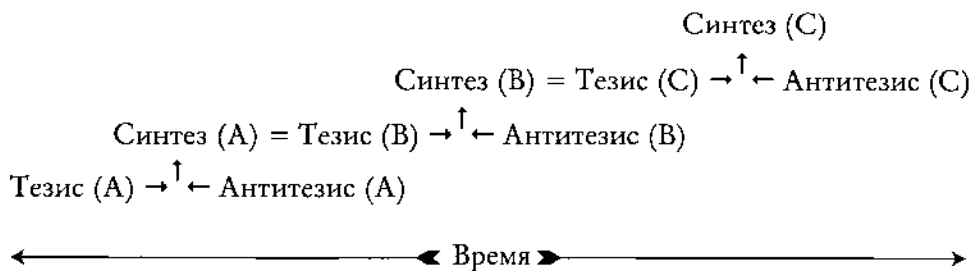 Синтез (C)
Синтез (B) = Тезис (C) →↑← Антитезис (C)
Синтез (A) = Тезис (B) →↑← Антитезис (B)
Тезис (A) →↑← Антитезис (A)
Время